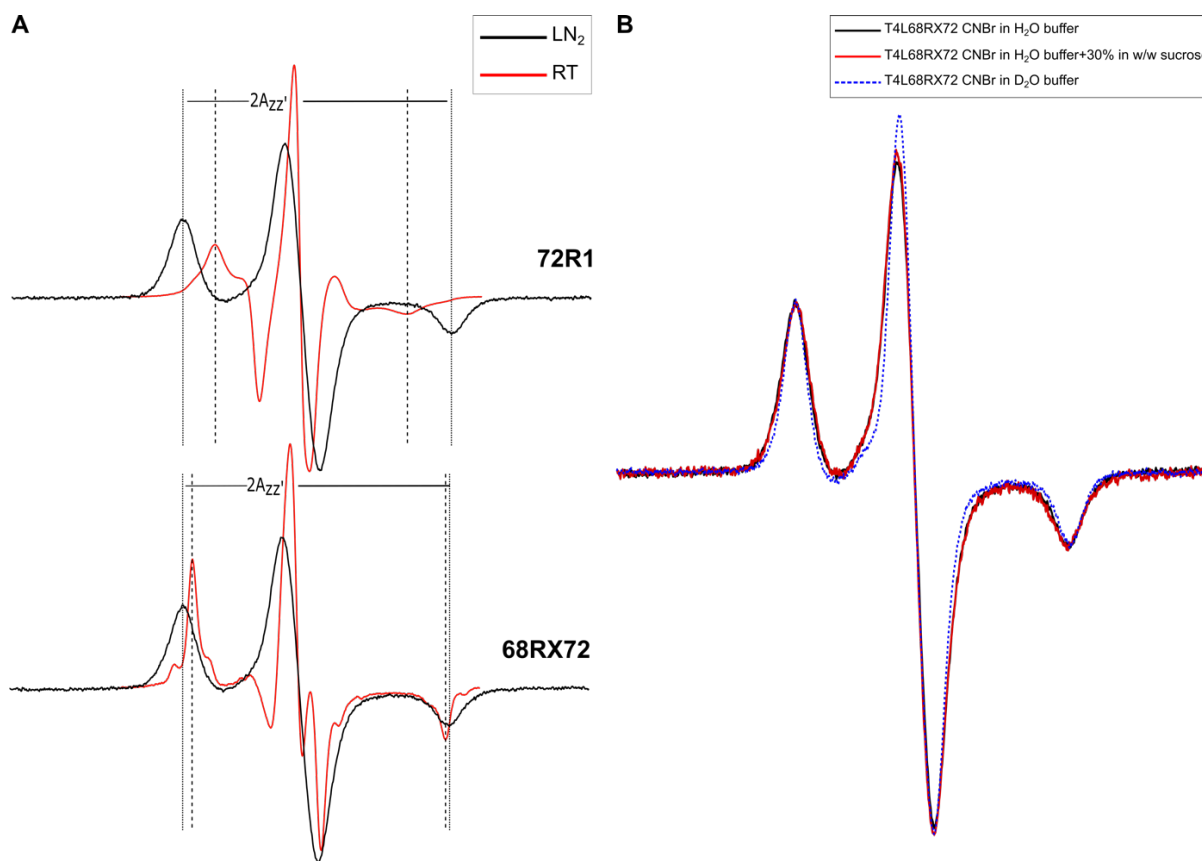 A
LN₂
RT
2Azz'
72R1
2Azz'
68RX72
B
T4L68RX72 CNBr in H₂O buffer
T4L68RX72 CNBr in H₂O buffer+30% in w/w sucros
T4L68RX72 CNBr in D₂O buffer